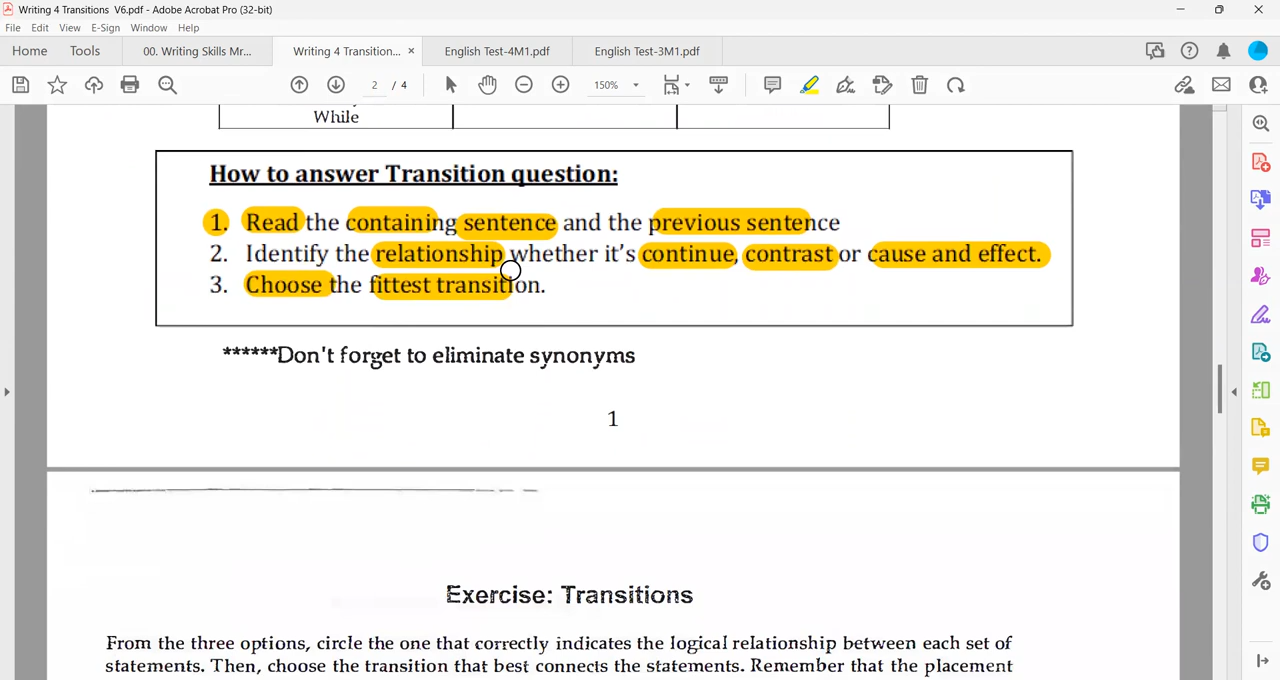 Writing 4 Transitions V6.pdf - Adobe Acrobat Pro (32-bit)
File Edit View E-Sign Window Help
Home Tools 00. Writing Skills Mr... Writing 4 Transition... × English Test-4M1.pdf English Test-3M1.pdf
2 / 4 150%
While
How to answer Transition question:
1. Read the containing sentence and the previous sentence
2. Identify the relationship whether it's continue, contrast or cause and effect.
3. Choose the fittest transition.
******Don't forget to eliminate synonyms
1
Exercise: Transitions
From the three options, circle the one that correctly indicates the logical relationship between each set of
statements. Then, choose the transition that best connects the statements. Remember that the placement